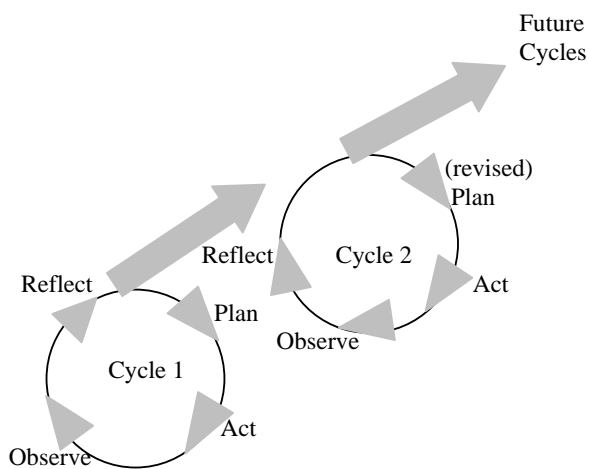 Future
Cycles
(revised)
Plan
Reflect
Cycle 2
Act
Observe
Reflect
Plan
Cycle 1
Act
Observe